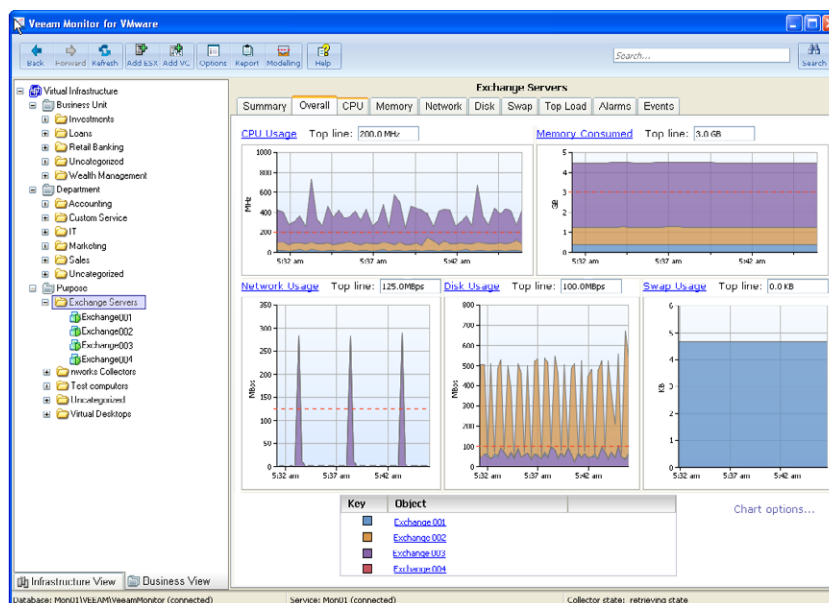 Veeam Monitor for VMware
Back Forward Refresh Add ESX Add VC Options Report Modeling Help Search... Search
Virtual Infrastructure
Business Unit
Investments
Loans
Retail Banking
Uncategorized
Wealth Management
Department
Accounting
Custom Service
IT
Marketing
Sales
Uncategorized
Purpose
Exchange Servers
Exchange001
Exchange002
Exchange003
Exchange004
nworks Collectors
Test computers
Uncategorized
Virtual Desktops
Infrastructure View Business View
Exchange Servers
Summary Overall CPU Memory Network Disk Swap Top Load Alarms Events
CPU Usage Top line: 200.0 MHz
1000
800
600
400
200
0
MHz
5:32 am 5:37 am 5:42 am
Memory Consumed Top line: 3.0 GB
5
4
3
2
1
0
GB
5:32 am 5:37 am 5:42 am
Network Usage Top line: 125.0MBps
350
300
250
200
150
100
50
0
MBps
5:32 am 5:37 am 5:42 am
Disk Usage Top line: 100.0MBps
800
700
600
500
400
300
200
100
0
MBps
5:32 am 5:37 am 5:42 am
Swap Usage Top line: 0.0 KB
6
5
4
3
2
1
0
KB
5:32 am 5:37 am 5:42 am
Key Object
Exchange 001
Exchange 002
Exchange 003
Exchange 004
Chart options...
Database: Mon01\VEEAM\VeeamMonitor (connected) Service: Mon01 (connected) Collector state: retrieving state